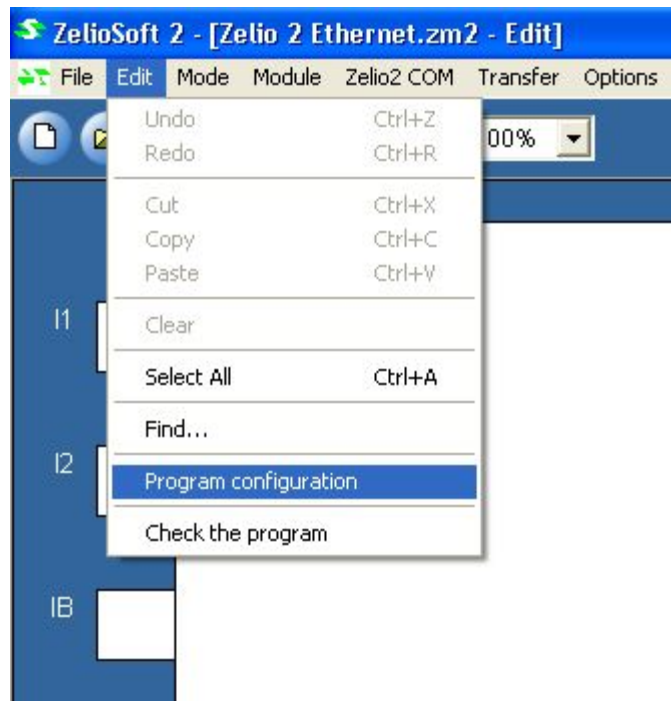 ZelioSoft 2 - [Zelio 2 Ethernet.zm2 - Edit]
File Edit Mode Module Zelio2 COM Transfer Options
Undo Ctrl+Z
00%
Redo Ctrl+R
Cut Ctrl+X
Copy Ctrl+C
Paste Ctrl+V
I1
Clear
Select All Ctrl+A
Find...
I2
Program configuration
Check the program
IB